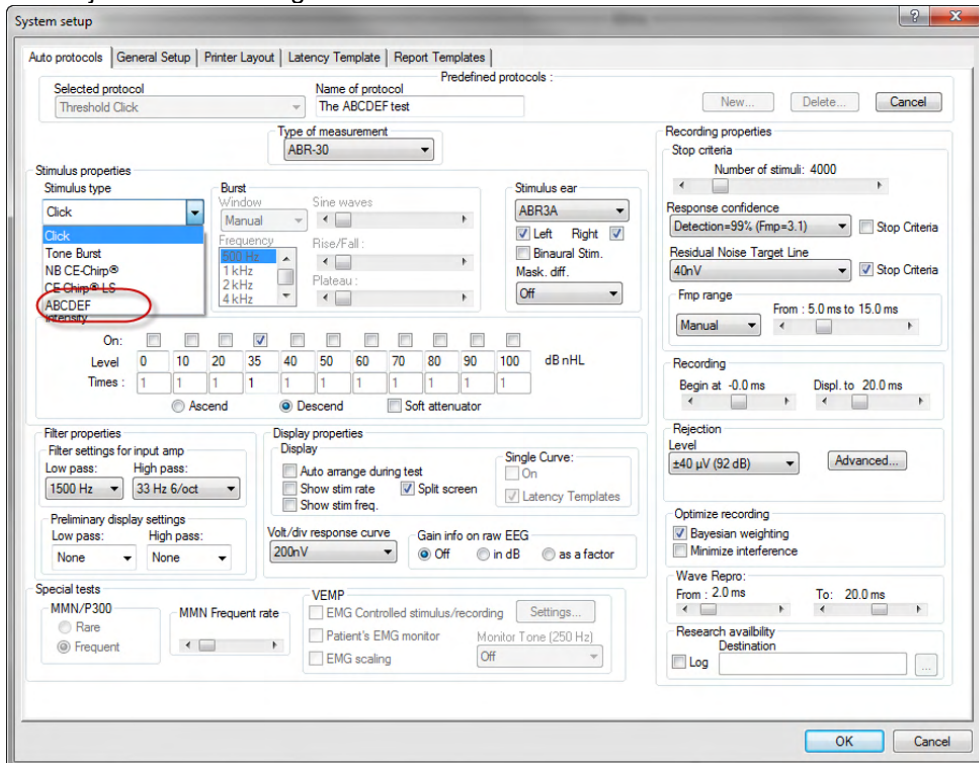 System setup
Auto protocols General Setup Printer Layout Latency Template Report Templates
Predefined protocols :
Selected protocol
Threshold Click
Name of protocol
The ABCDEF test
New... Delete... Cancel
Type of measurement
ABR-30
Stimulus properties
Stimulus type
Click
Click
Tone Burst
NB CE-Chirp®
CE-Chirp® LS
ABCDEF
Burst
Window
Manual
Sine waves
Frequency
500 Hz
1 kHz
2 kHz
4 kHz
Rise/Fall :
Plateau :
Stimulus ear
ABR3A
Left Right
Binaural Stim.
Mask. diff.
Off
Intensity
On:
Level 0 10 20 35 40 50 60 70 80 90 100 dB nHL
Times : 1 1 1 1 1 1 1 1 1 1 1
Ascend Descend Soft attenuator
Filter properties
Filter settings for input amp
Low pass: High pass:
1500 Hz 33 Hz 6/oct
Preliminary display settings
Low pass: High pass:
None None
Display properties
Display
Auto arrange during test
Show stim rate Split screen
Show stim freq.
Single Curve:
On
Latency Templates
Volt/div response curve
200nV
Gain info on raw EEG
Off in dB as a factor
Special tests
MMN/P300
Rare
Frequent
MMN Frequent rate
VEMP
EMG Controlled stimulus/recording Settings...
Patient's EMG monitor Monitor Tone (250 Hz)
EMG scaling Off
Recording properties
Stop criteria
Number of stimuli: 4000
Response confidence
Detection=99% (Fmp=3.1) Stop Criteria
Residual Noise Target Line
40nV Stop Criteria
Fmp range
From : 5.0 ms to 15.0 ms
Manual
Recording
Begin at -0.0 ms Displ. to 20.0 ms
Rejection
Level
±40 µV (92 dB) Advanced...
Optimize recording
Bayesian weighting
Minimize interference
Wave Repro:
From : 2.0 ms To: 20.0 ms
Research availbility
Destination
Log ...
OK Cancel